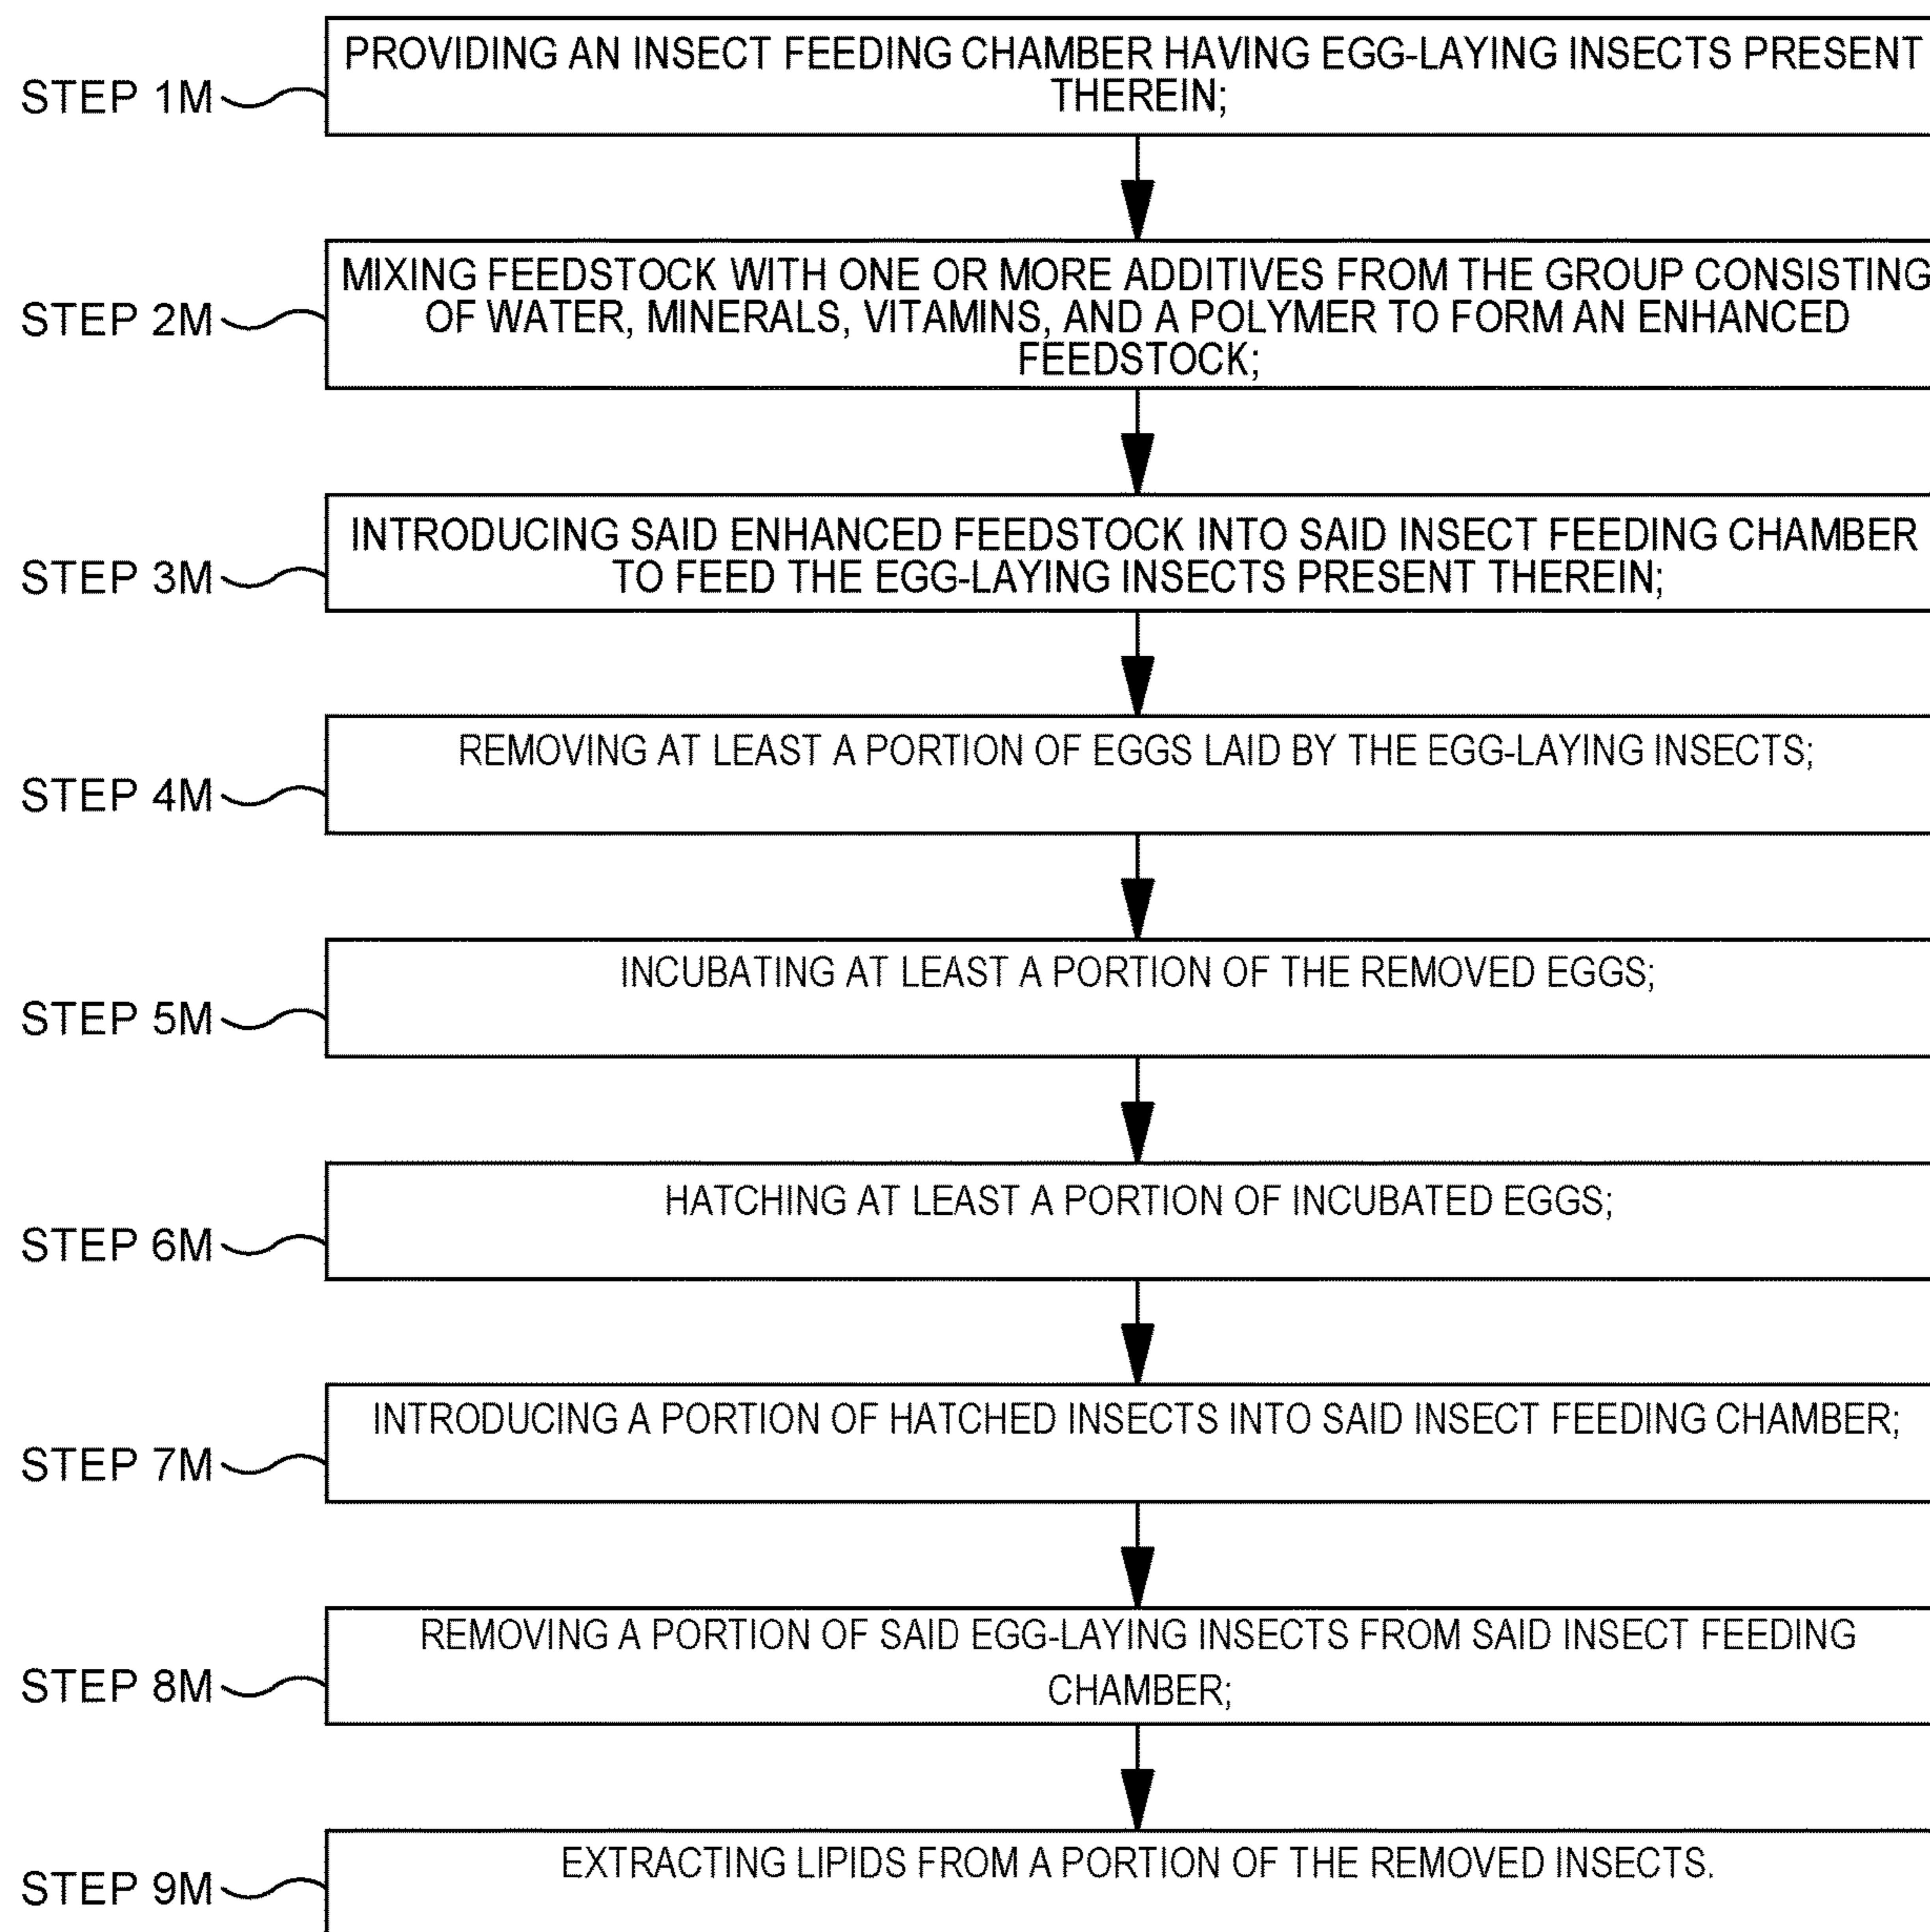 PROVIDING AN INSECT FEEDING CHAMBER HAVING EGG-LAYING INSECTS PRESENT
STEP 1M
THEREIN;
MIXING FEEDSTOCK WITH ONE OR MORE ADDITIVES FROM THE GROUP CONSISTING
STEP 2M
OF WATER, MINERALS, VITAMINS, AND A POLYMER TO FORM AN ENHANCED
FEEDSTOCK;
INTRODUCING SAID ENHANCED FEEDSTOCK INTO SAID INSECT FEEDING CHAMBER
STEP 3M
TO FEED THE EGG-LAYING INSECTS PRESENT THEREIN;
REMOVING AT LEAST A PORTION OF EGGS LAID BY THE EGG-LAYING INSECTS;
STEP 4M
INCUBATING AT LEAST A PORTION OF THE REMOVED EGGS;
STEP 5M
HATCHING AT LEAST A PORTION OF INCUBATED EGGS;
STEP 6M
INTRODUCING A PORTION OF HATCHED INSECTS INTO SAID INSECT FEEDING CHAMBER;
STEP 7M
REMOVING A PORTION OF SAID EGG-LAYING INSECTS FROM SAID INSECT FEEDING
STEP 8M
CHAMBER;
EXTRACTING LIPIDS FROM A PORTION OF THE REMOVED INSECTS.
STEP 9M